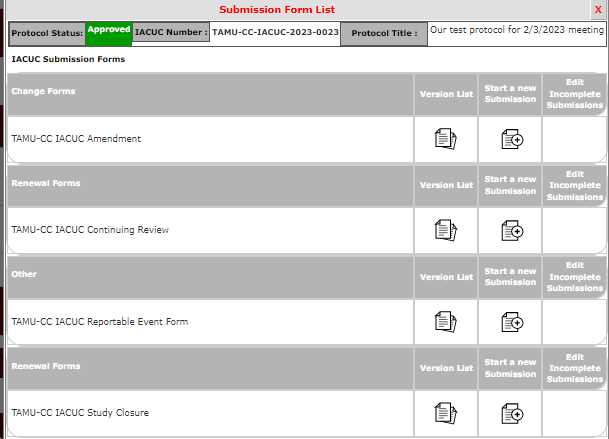 Submission Form List
X
Protocol Status: Approved IACUC Number : TAMU-CC-IACUC-2023-0023 Protocol Title : Our test protocol for 2/3/2023 meeting
IACUC Submission Forms
Change Forms
Version List
Start a new
Submission
Edit
Incomplete
Submissions
TAMU-CC IACUC Amendment
Renewal Forms
Version List
Start a new
Submission
Edit
Incomplete
Submissions
TAMU-CC IACUC Continuing Review
Other
Version List
Start a new
Submission
Edit
Incomplete
Submissions
TAMU-CC IACUC Reportable Event Form
Renewal Forms
Version List
Start a new
Submission
Edit
Incomplete
Submissions
TAMU-CC IACUC Study Closure